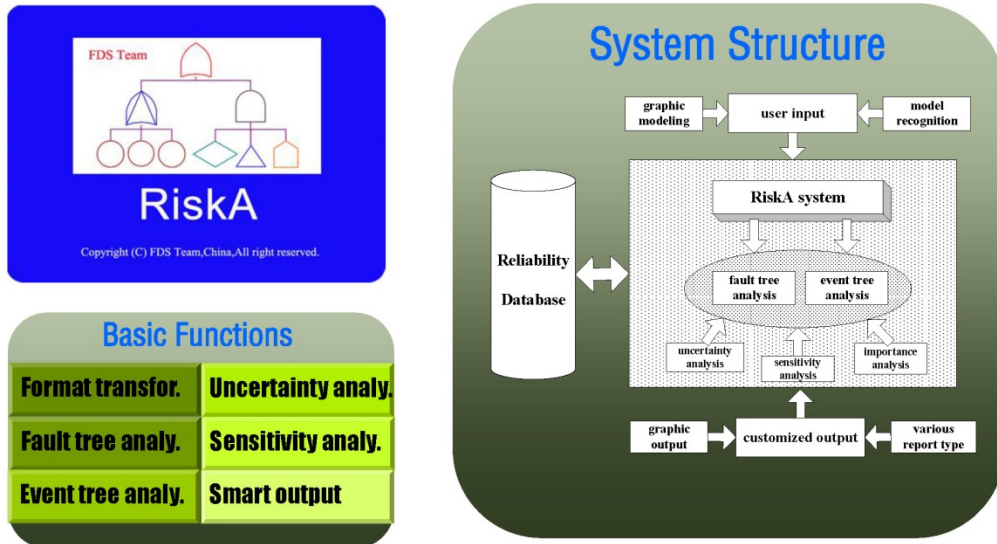 FDS Team
RiskA
Copyright (C) FDS Team,China,All right reserved.
Basic Functions
Format transfor.
Uncertainty analy.
Fault tree analy.
Sensitivity analy.
Event tree analy.
Smart output
System Structure
graphic
modeling
user input
model
recognition
RiskA system
Reliability
Database
fault tree
analysis
event tree
analysis
uncertainty
analysis
sensitivity
analysis
importance
analysis
graphic
output
customized output
various
report type